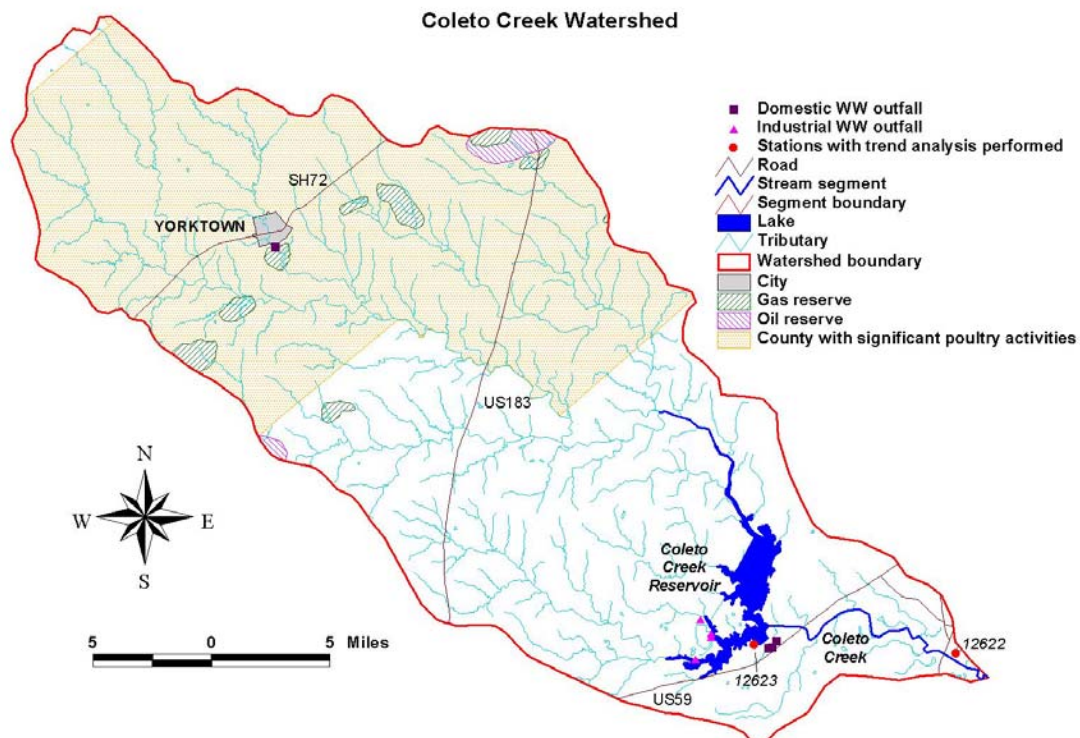 Coleto Creek Watershed
Domestic WW outfall
Industrial WW outfall
Stations with trend analysis performed
Road
Stream segment
Segment boundary
Lake
Tributary
Watershed boundary
City
Gas reserve
Oil reserve
County with significant poultry activities
SH72
YORKTOWN
US183
N
W
E
S
Coleto
Creek
Reservoir
5
0
5
Miles
Coleto
Creek
12622
12623
US59